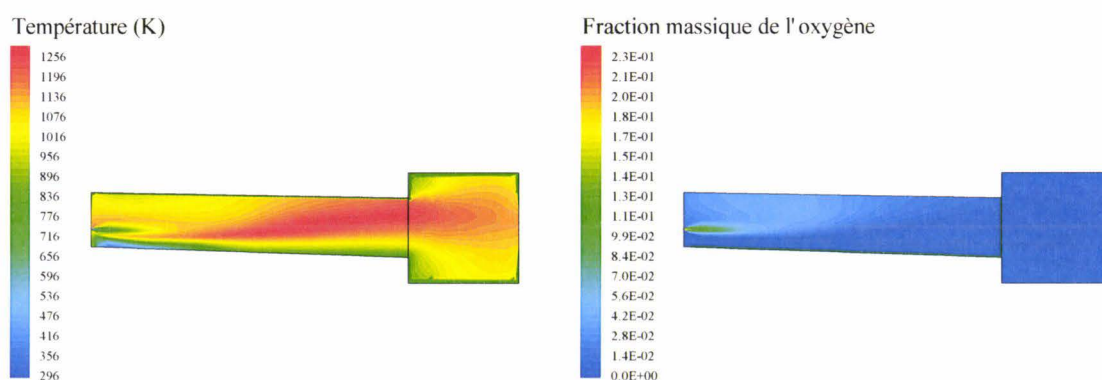 Température (K)
1256
1196
1136
1076
1016
956
896
836
776
716
656
596
536
476
416
356
296
Fraction massique de l'oxygène
2.3E-01
2.1E-01
2.0E-01
1.8E-01
1.7E-01
1.5E-01
1.4E-01
1.3E-01
1.1E-01
9.9E-02
8.4E-02
7.0E-02
5.6E-02
4.2E-02
2.8E-02
1.4E-02
0.0E+00